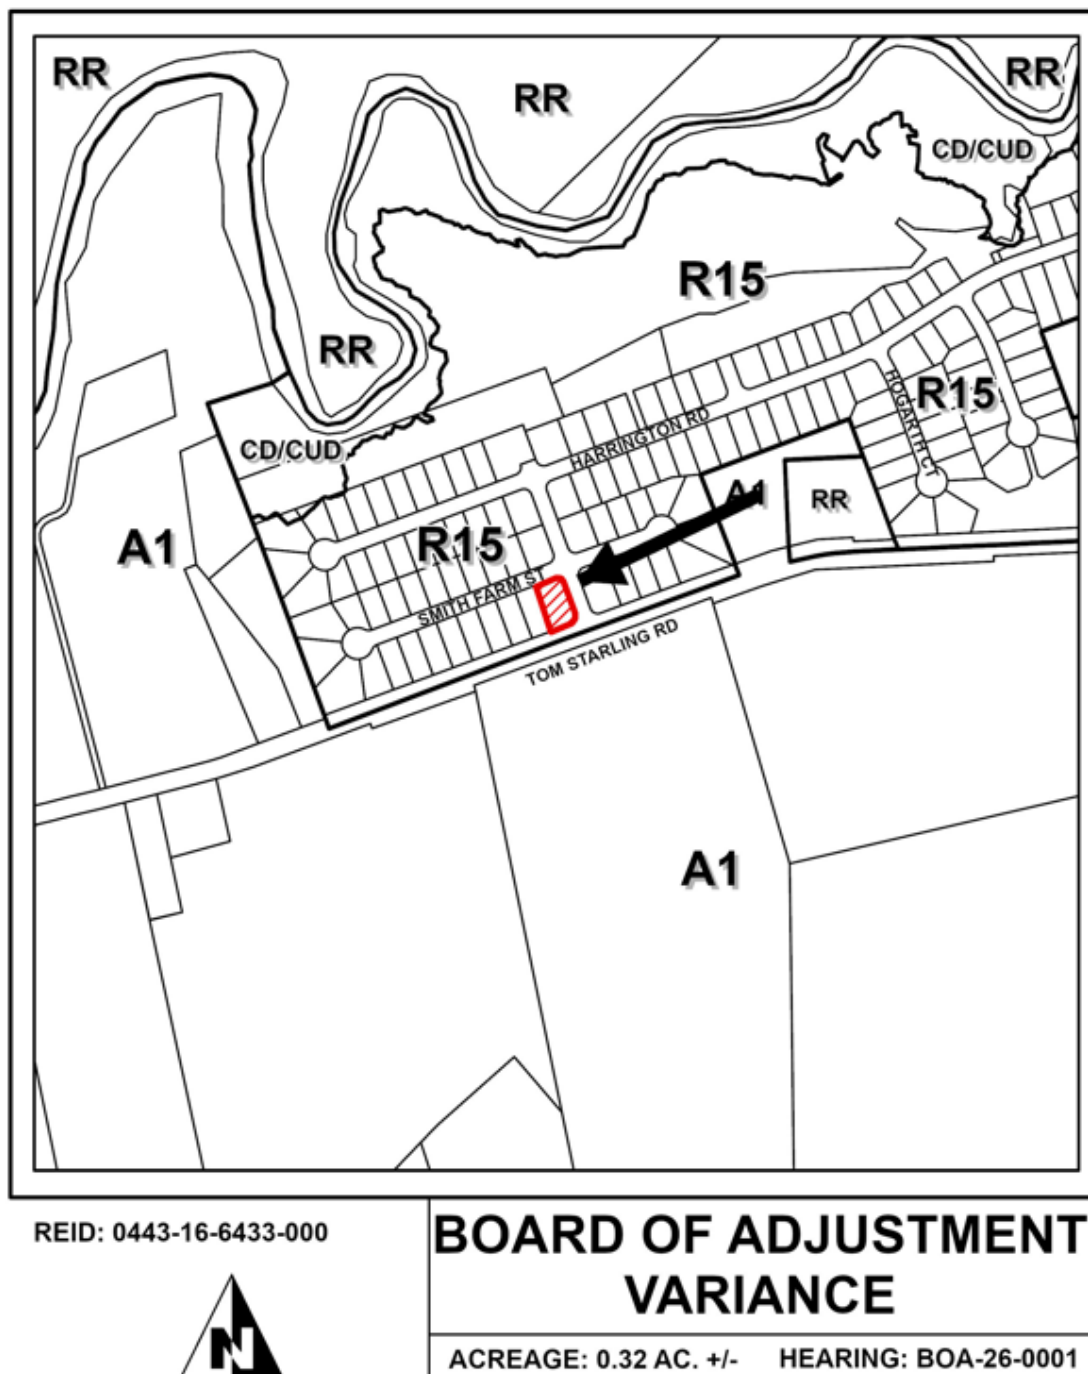 RR
RR
RR
CD/CUD
R15
RR
HOGARTH CT
R15
HARRINGTON RD
CD/CUD
A1
RR
A1
R15
SMITH FARM ST
TOM STARLING RD
A1
REID: 0443-16-6433-000
BOARD OF ADJUSTMENT
VARIANCE
N
ACREAGE: 0.32 AC. +/-
HEARING: BOA-26-0001